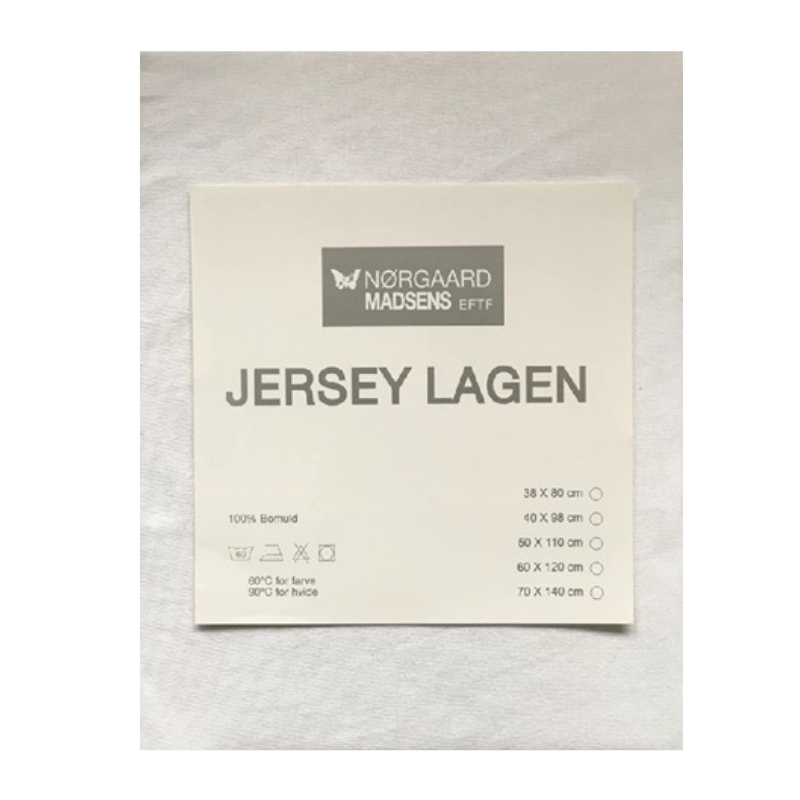 NØRGAARD
MADSENS EFTF
JERSEY LAGEN
38 X 80 cm
40 X 98 cm
100% Bomuld
50 X 110 cm
60 X 120 cm
60
60°C for farve
90°C for hvide
70 X 140 cm